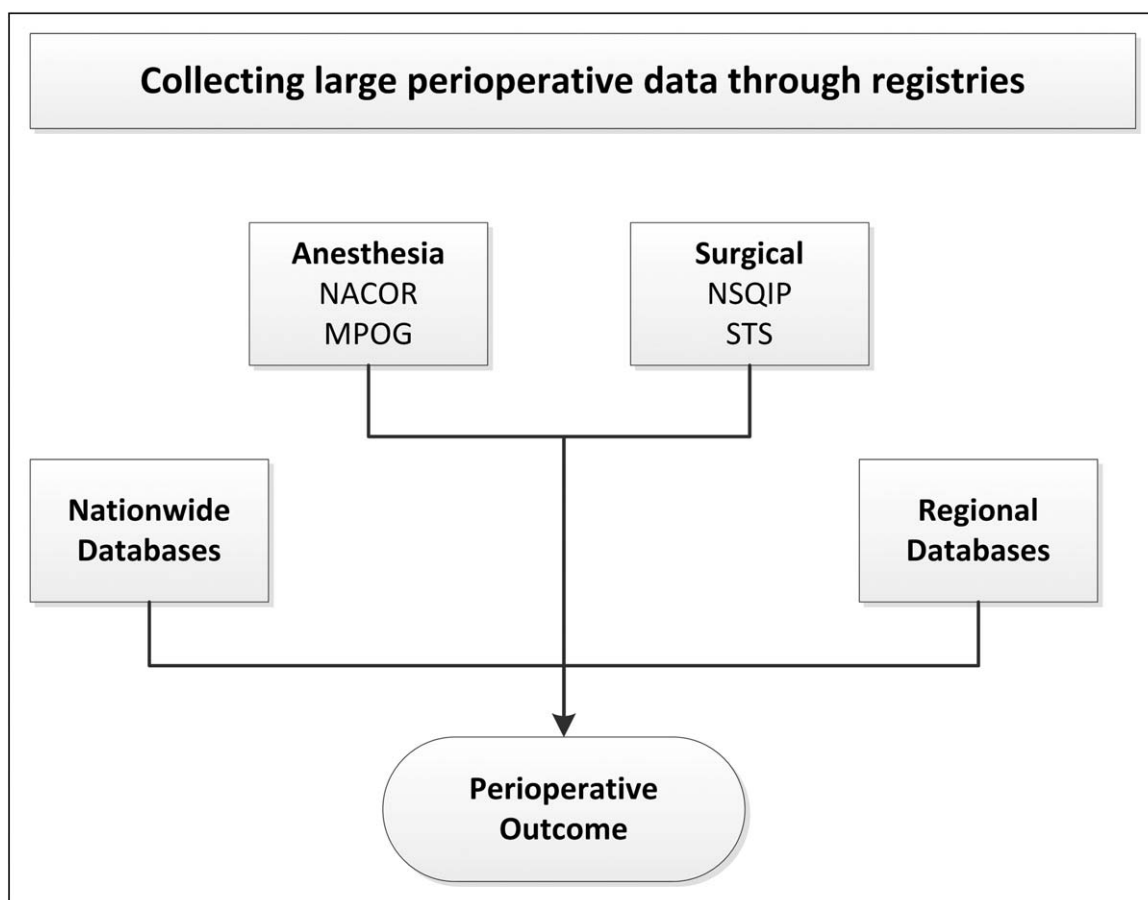 Collecting large perioperative data through registries
Anesthesia
NACOR
MPOG
Surgical
NSQIP
STS
Nationwide
Databases
Regional
Databases
Perioperative
Outcome